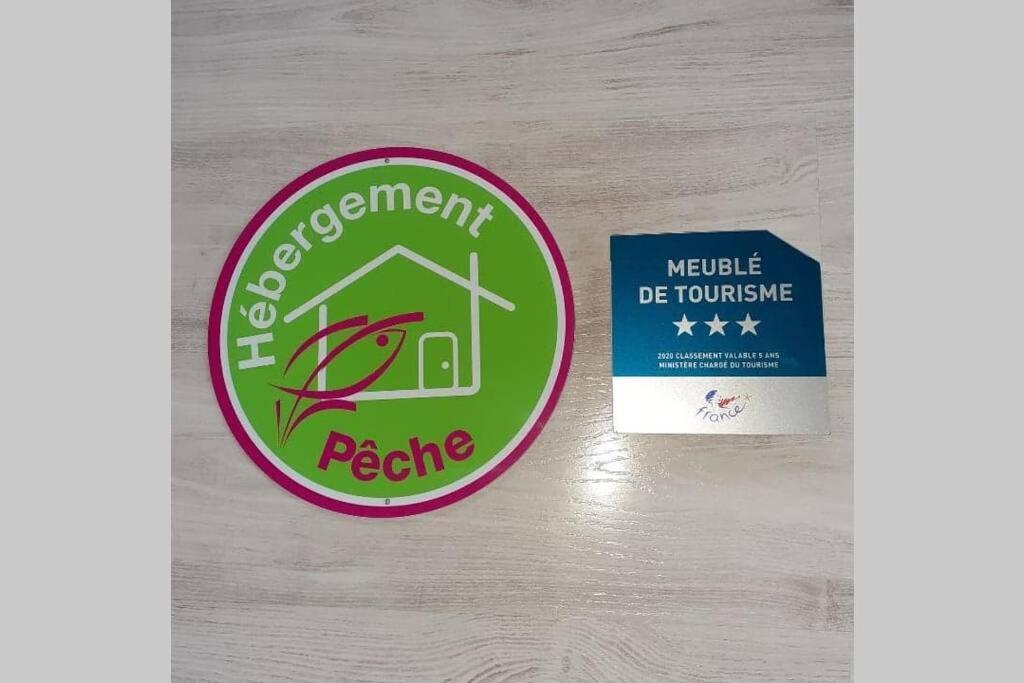 Hébergement
Pêche
MEUBLÉ
DE TOURISME
2020 CLASSEMENT VALABLE 5 ANS
MINISTÈRE CHARGÉ DU TOURISME
france